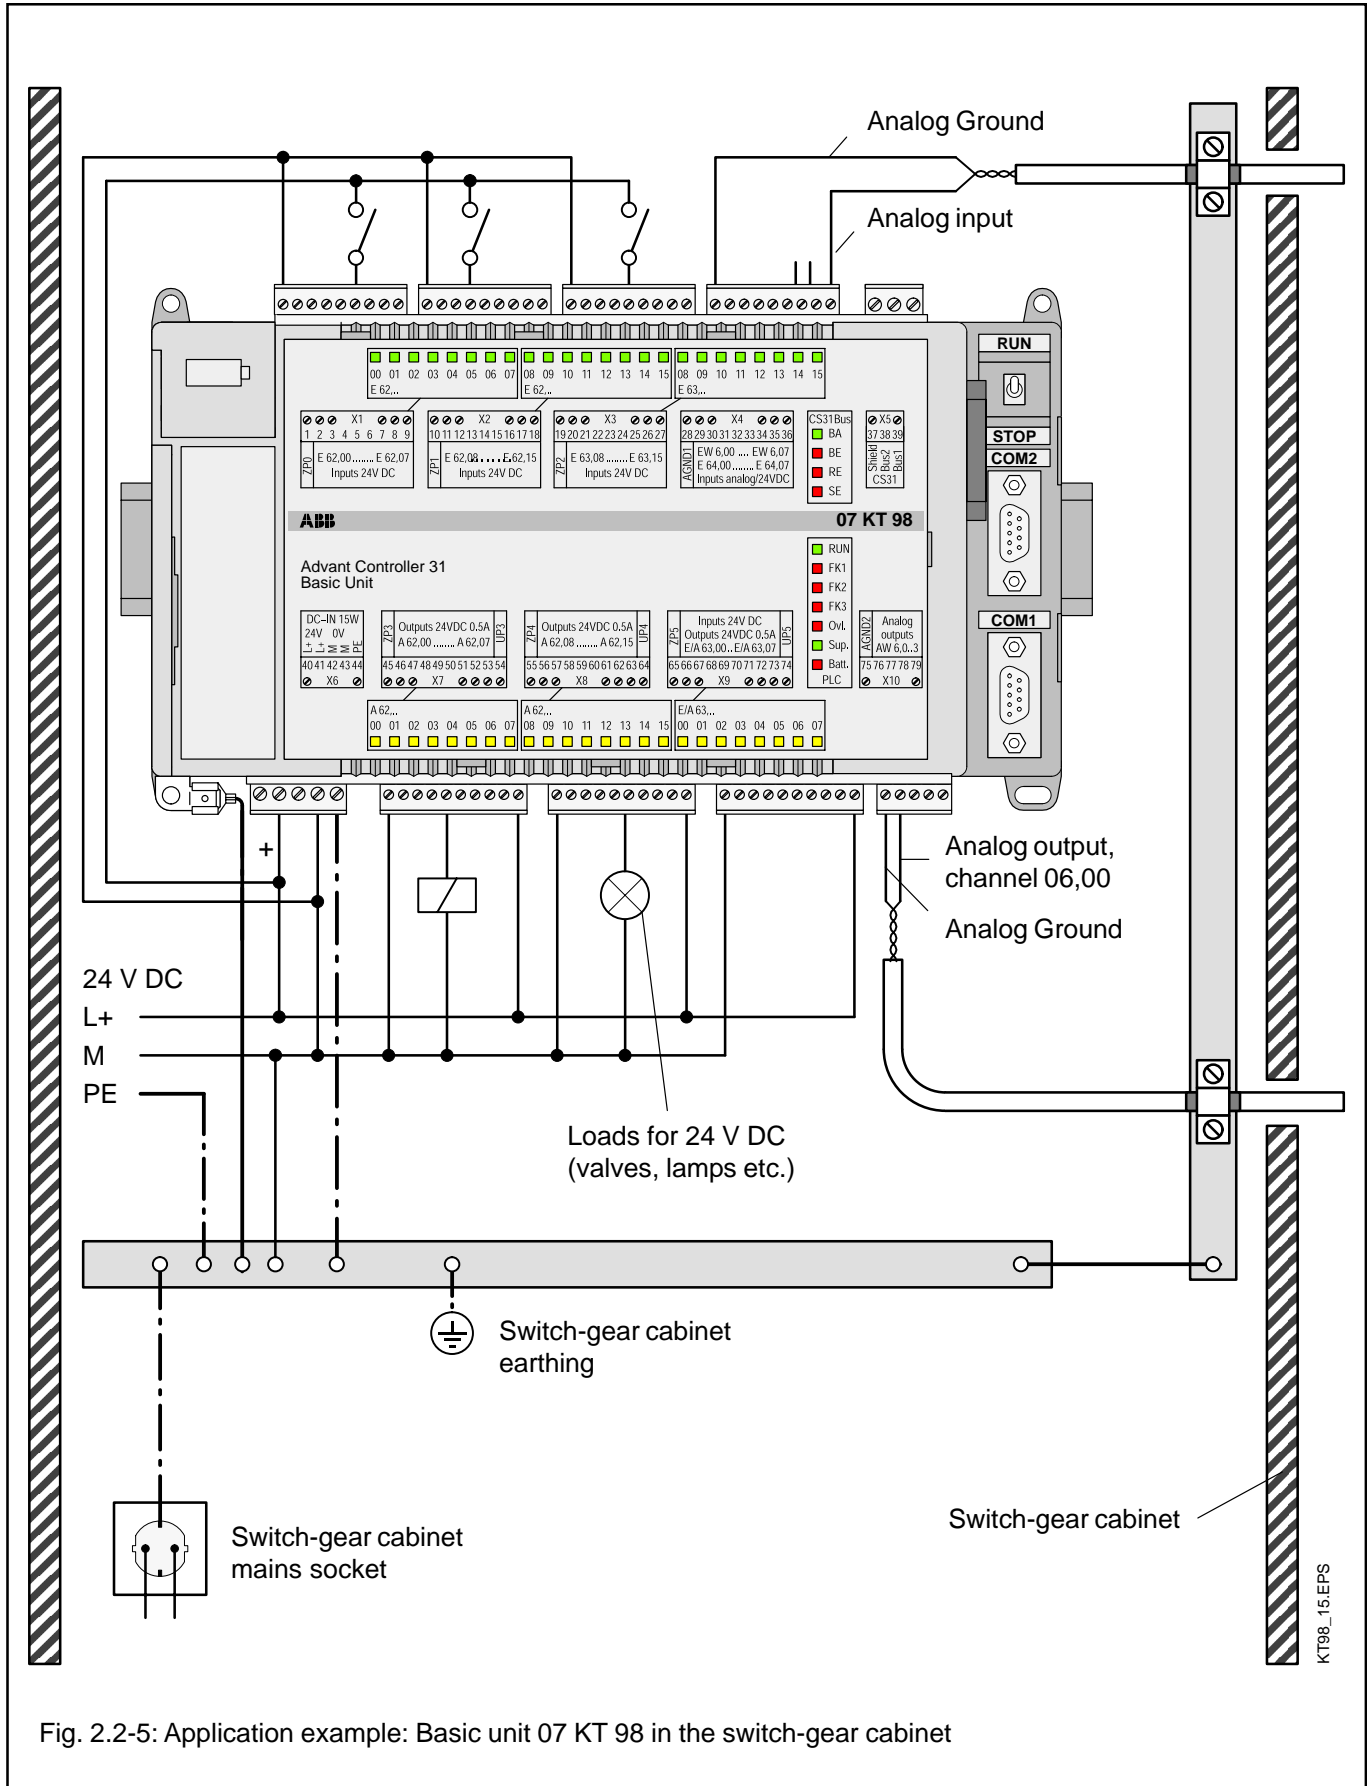 Analog Ground
Analog input
RUN
00 01 02 03 04 05 06 07
E 62,..
08 09 10 11 12 13 14 15
E 62,..
08 09 10 11 12 13 14 15
E 63,..
STOP
COM2
X1
1 2 3 4 5 6 7 8 9
ZP0
E 62,00....... E 62,07
Inputs 24V DC
X2
10 11 12 13 14 15 16 17 18
ZP1
E 62,08 ....... E 62,15
Inputs 24V DC
X3
19 20 21 22 23 24 25 26 27
ZP2
E 63,08 ........ E 63,15
Inputs 24V DC
X4
28 29 30 31 32 33 34 35 36
AGND1
EW 6,00 .... EW 6,07
E 64,00....... E 64,07
Inputs analog/24VDC
CS31Bus
BA
BE
RE
SE
X5
37 38 39
Shield
Bus2
Bus1
CS31
ABB
07 KT 98
Advant Controller 31
Basic Unit
RUN
FK1
FK2
FK3
Ovl.
Sup.
Batt.
PLC
COM1
DC–IN 15W
24V 0V
L+
L+
M
M
PE
40 41 42 43 44
X6
ZP3
Outputs 24VDC 0.5A
A 62,00 ........ A 62,07
UP3
45 46 47 48 49 50 51 52 53 54
X7
ZP4
Outputs 24VDC 0.5A
A 62,08 ........ A 62,15
UP4
55 56 57 58 59 60 61 62 63 64
X8
ZP5
Inputs 24V DC
Outputs 24VDC 0.5A
E/A 63,00.. E/A 63,07
UP5
65 66 67 68 69 70 71 72 73 74
X9
AGND2
Analog
outputs
AW 6,0..3
75 76 77 78 79
X10
A 62,..
00 01 02 03 04 05 06 07
A 62,..
08 09 10 11 12 13 14 15
E/A 63,..
00 01 02 03 04 05 06 07
+
Analog output,
channel 06,00
Analog Ground
24 V DC
L+
M
PE
Loads for 24 V DC
(valves, lamps etc.)
Switch-gear cabinet
earthing
Switch-gear cabinet
mains socket
Switch-gear cabinet
KT98_15.EPS
Fig. 2.2-5: Application example: Basic unit 07 KT 98 in the switch-gear cabinet